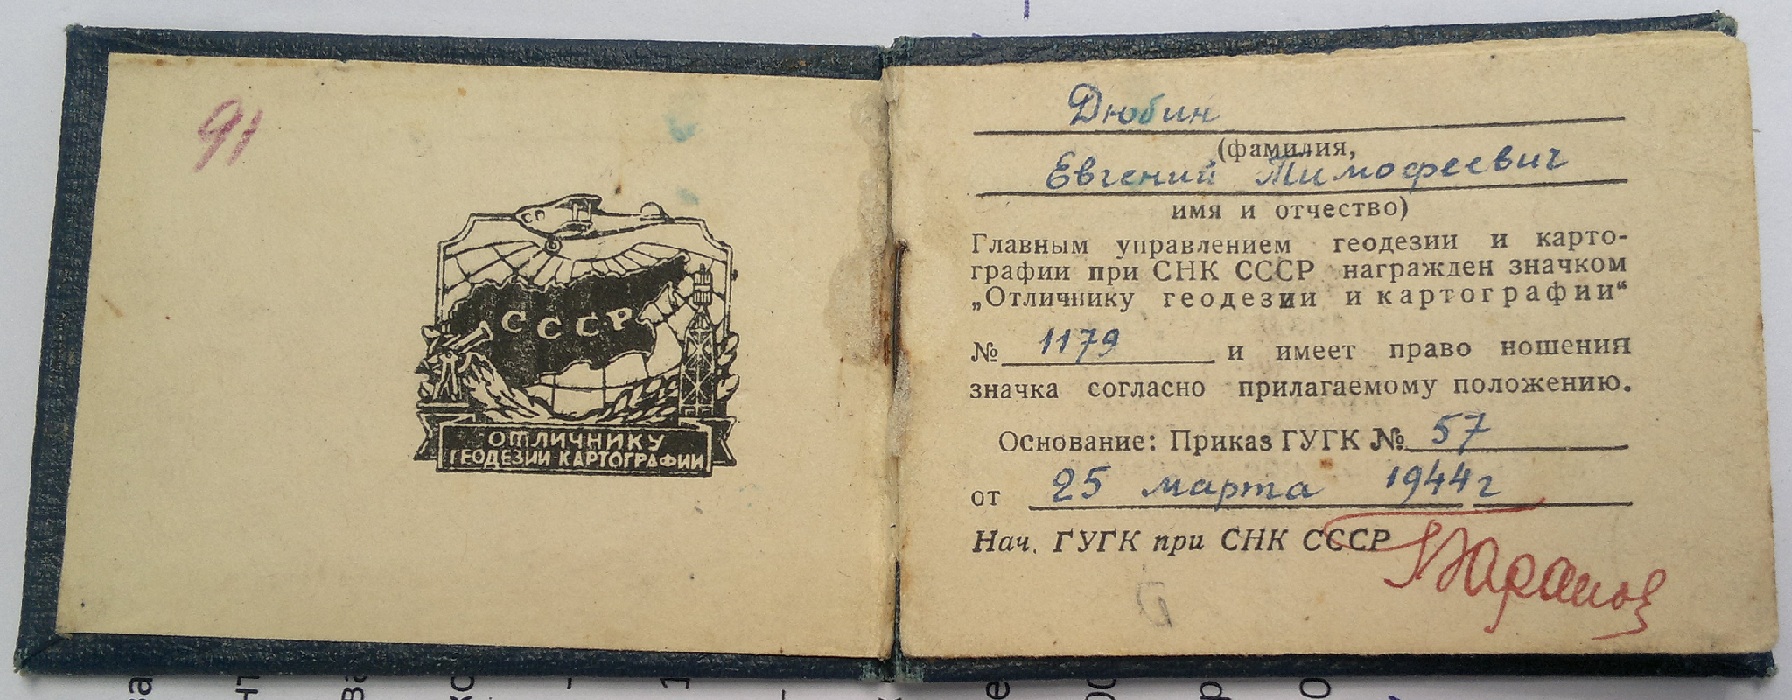 91
СССР
ОТЛИЧНИКУ
ГЕОДЕЗИИ КАРТОГРАФИИ
Дюбин
(фамилия,
Евгений Тимофеевич
имя и отчество)
Главным управлением геодезии и карто-
графии при СНК СССР награжден значком
„Отличнику геодезии и картографии“
№ 1179 и имеет право ношения
значка согласно прилагаемому положению.
Основание: Приказ ГУГК № 57
от 25 марта 1944 г
Нач. ГУГК при СНК СССР
Баранов